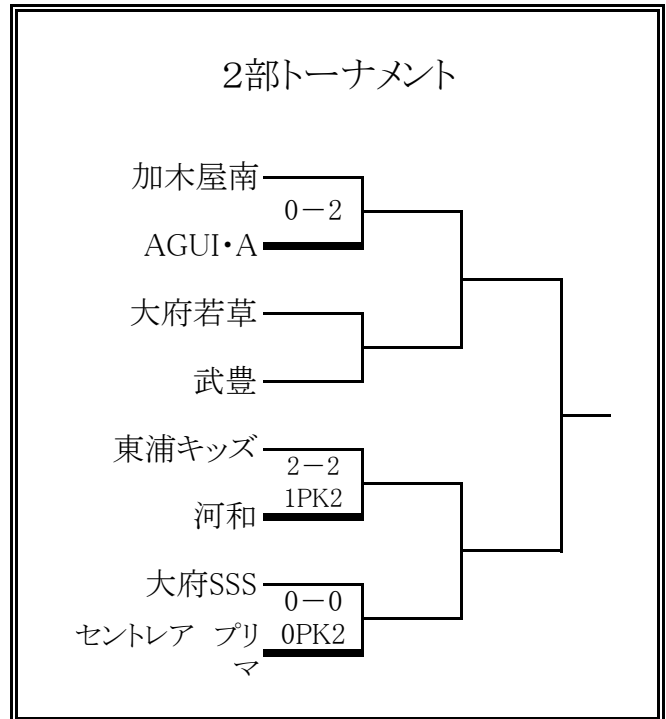 2部トーナメント
加木屋南
0－2
AGUI・A
大府若草
武豊
東浦キッズ
2－2
1PK2
河和
大府SSS
0－0
セントレア プリ
0PK2
マ